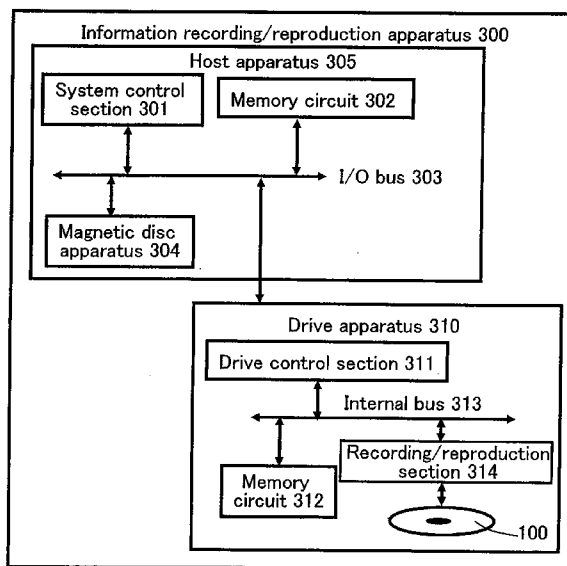 Information recording/reproduction apparatus 300
Host apparatus 305
System control
section 301
Memory circuit 302
I/O bus 303
Magnetic disc
apparatus 304
Drive apparatus 310
Drive control section 311
Internal bus 313
Memory
circuit 312
Recording/reproduction
section 314
100